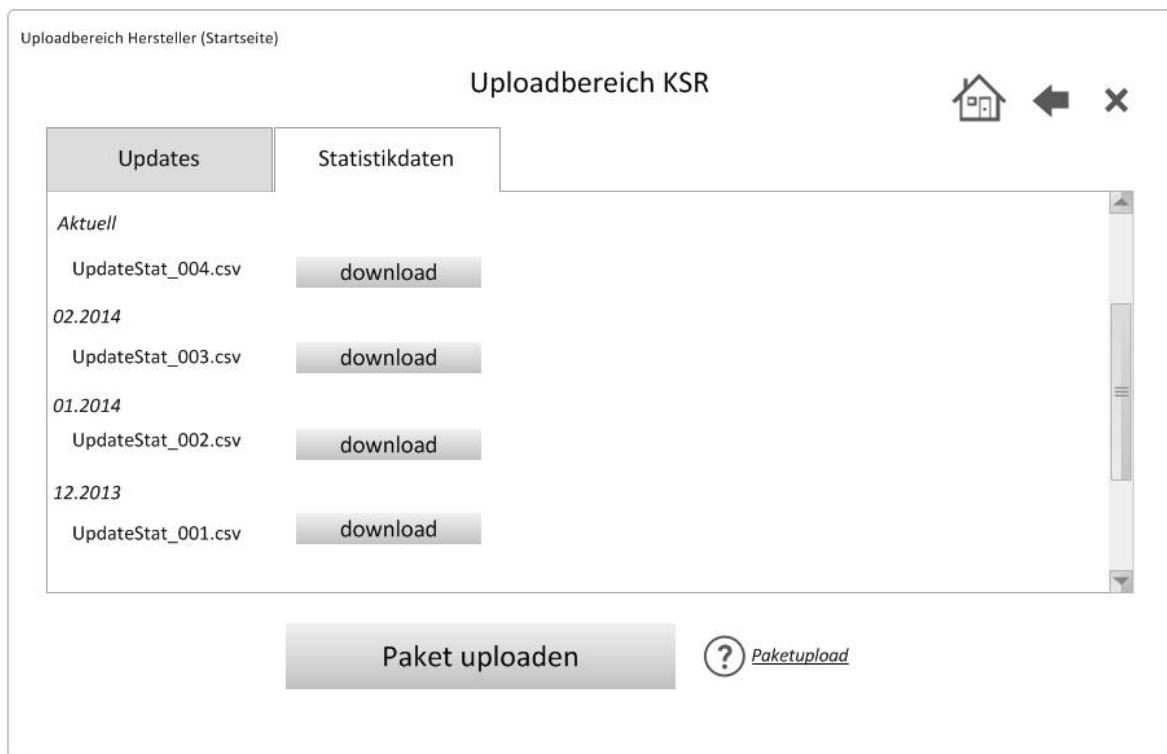 Uploadbereich Hersteller (Startseite)
Uploadbereich KSR
Updates
Statistikdaten
Aktuell
UpdateStat_004.csv
download
02.2014
UpdateStat_003.csv
download
01.2014
UpdateStat_002.csv
download
12.2013
UpdateStat_001.csv
download
Paket uploaden
? Paketupload